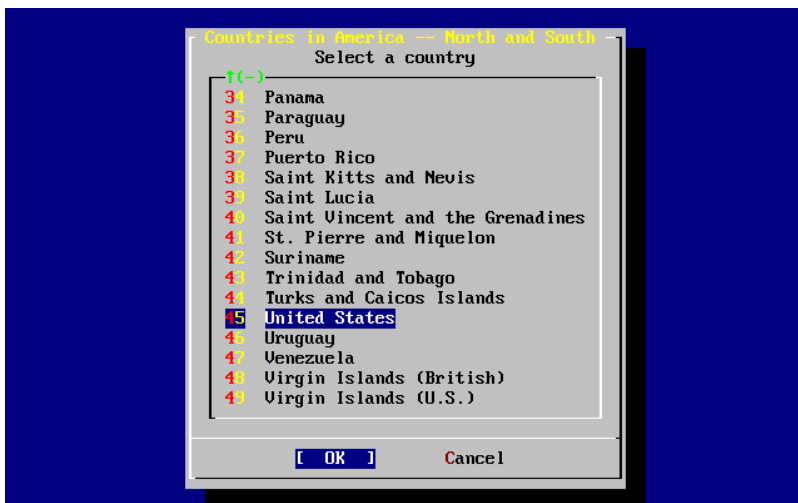 Countries in America -- North and South
Select a country
↑(-)
34 Panama
35 Paraguay
36 Peru
37 Puerto Rico
38 Saint Kitts and Nevis
39 Saint Lucia
40 Saint Vincent and the Grenadines
41 St. Pierre and Miquelon
42 Suriname
43 Trinidad and Tobago
44 Turks and Caicos Islands
45 United States
46 Uruguay
47 Venezuela
48 Virgin Islands (British)
49 Virgin Islands (U.S.)
[ OK ] Cancel